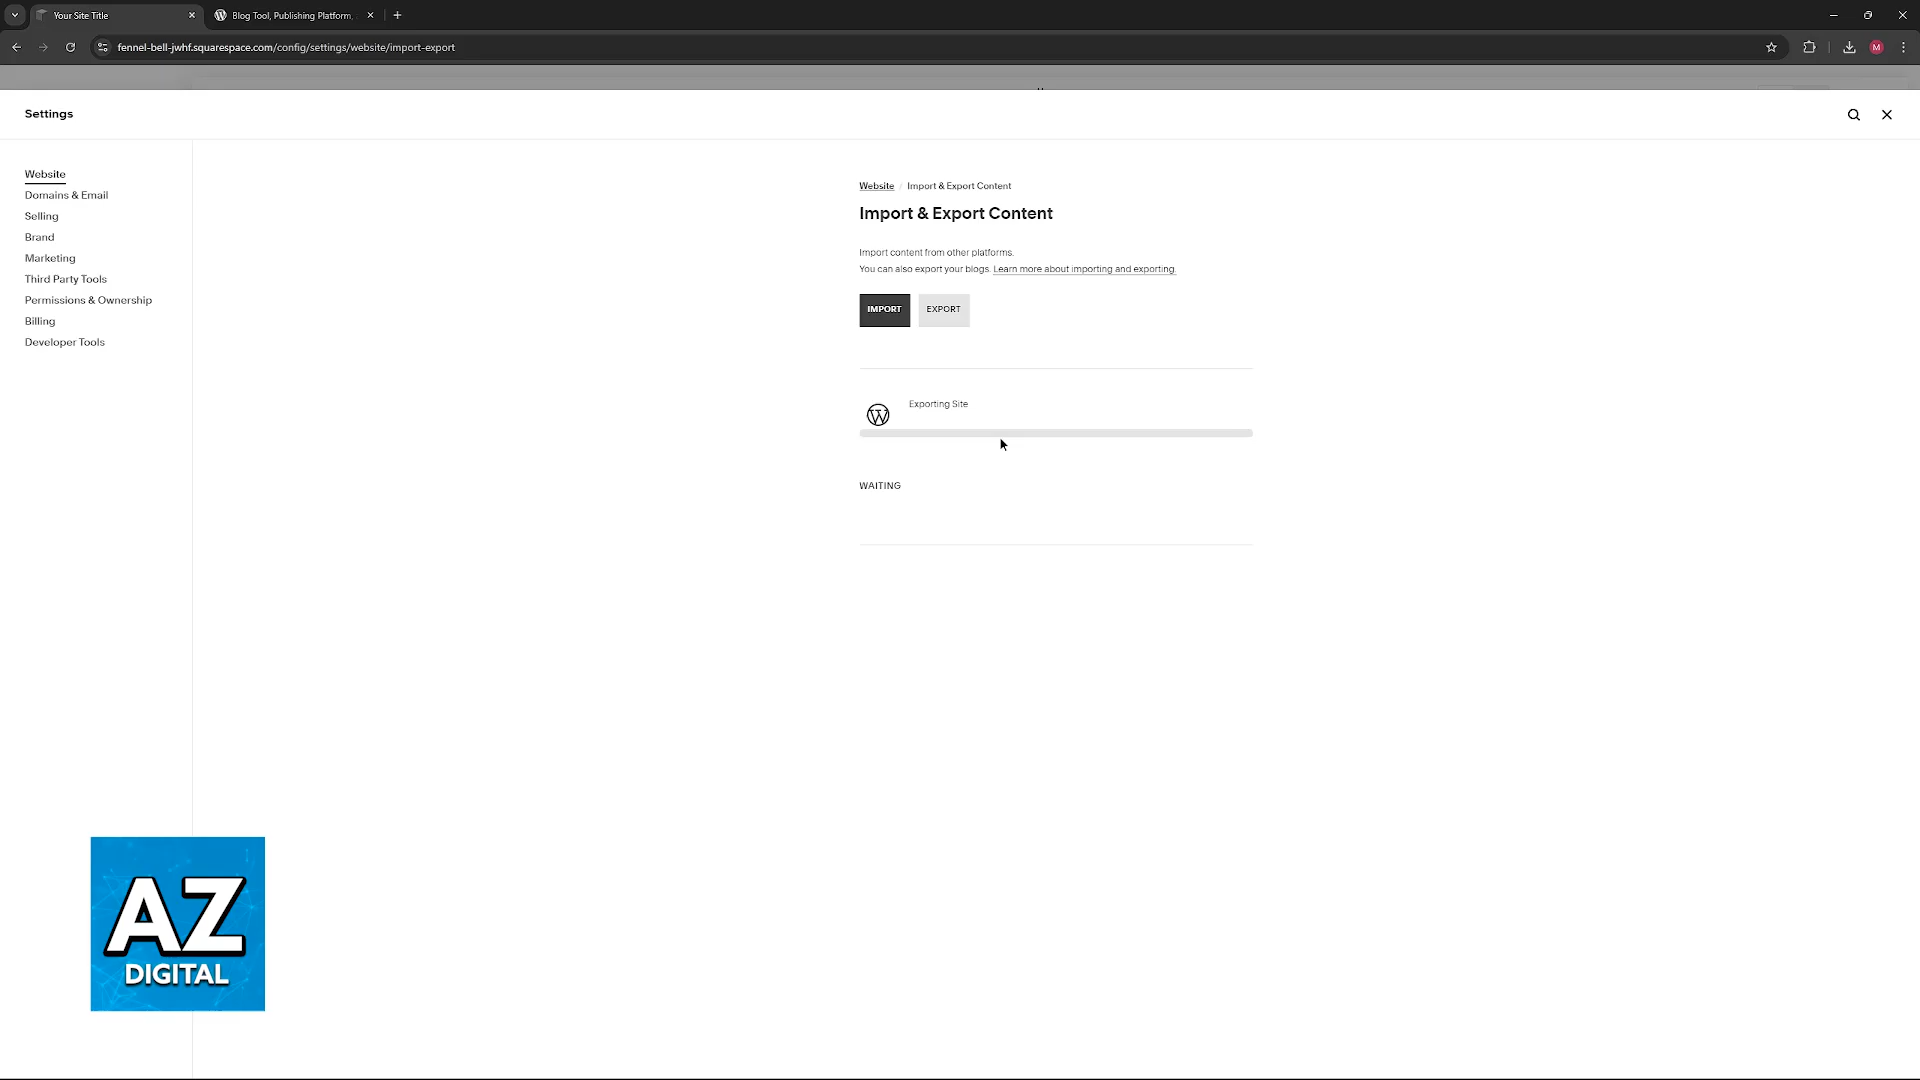 Your Site Title
Blog Tool, Publishing Platform,
fennel-bell-jwhf.squarespace.com/config/settings/website/import-export
M
Settings
Website
Domains & Email
Selling
Brand
Marketing
Third Party Tools
Permissions & Ownership
Billing
Developer Tools
Website / Import & Export Content
Import & Export Content
Import content from other platforms.
You can also export your blogs. Learn more about importing and exporting.
IMPORT
EXPORT
Exporting Site
WAITING
AZ
DIGITAL